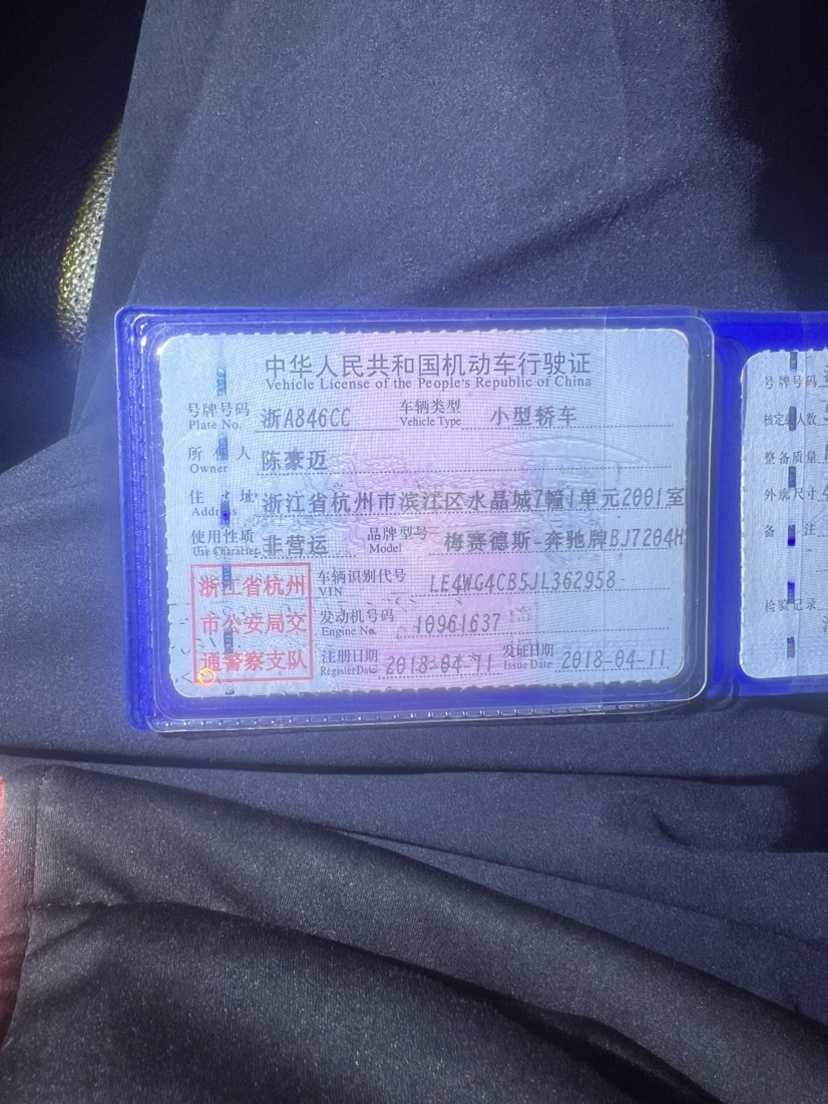 中华人民共和国机动车行驶证
Vehicle License of the People's Republic of China
号牌号码 浙A846CC 车辆类型 小型轿车
Plate No. Vehicle Type
所有人 陈豪迈
Owner
住址 浙江省杭州市滨江区水晶城7幢1单元2001室
Address
使用性质 非营运 品牌型号 梅赛德斯-奔驰牌BJ7204H
Use Character Model
浙江省杭州 车辆识别代号 LE4WG4CB5JL362958
VIN
市公安局交 发动机号码 10961637
Engine No.
通警察支队 注册日期 2018-04-11 发证日期 2018-04-11
Register Date Issue Date
号牌号码
核定载人数
整备质量
外廓尺寸
备注
检验记录